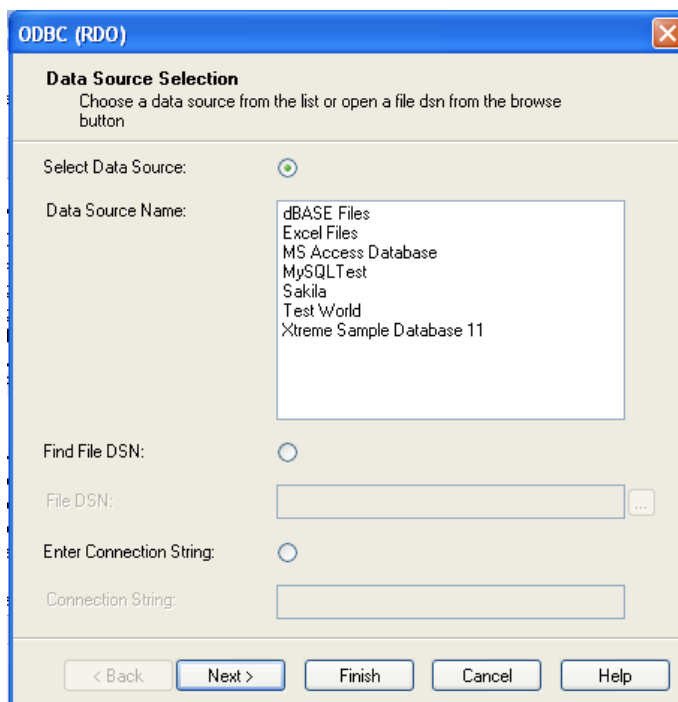 ODBC (RDO)
Data Source Selection
Choose a data source from the list or open a file dsn from the browse
button
Select Data Source:
Data Source Name:
dBASE Files
Excel Files
MS Access Database
MySQLTest
Sakila
Test World
Xtreme Sample Database 11
Find File DSN:
File DSN:
...
Enter Connection String:
Connection String:
< Back
Next >
Finish
Cancel
Help